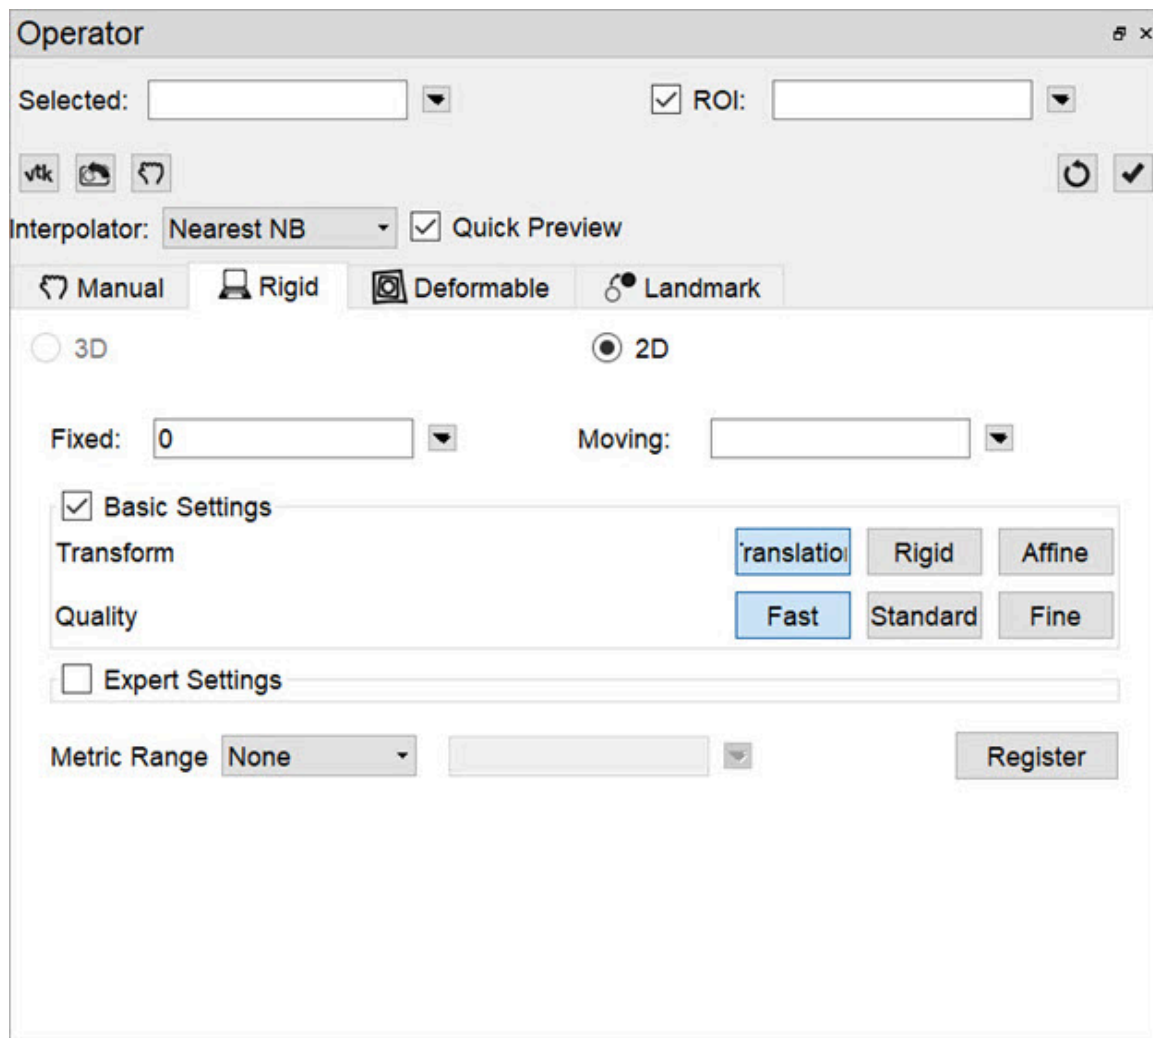 Operator
Selected: ROI:
vtk
Interpolator: Nearest NB Quick Preview
Manual Rigid Deformable Landmark
3D 2D
Fixed: 0 Moving:
Basic Settings
Transform Translation Rigid Affine
Quality Fast Standard Fine
Expert Settings
Metric Range None Register